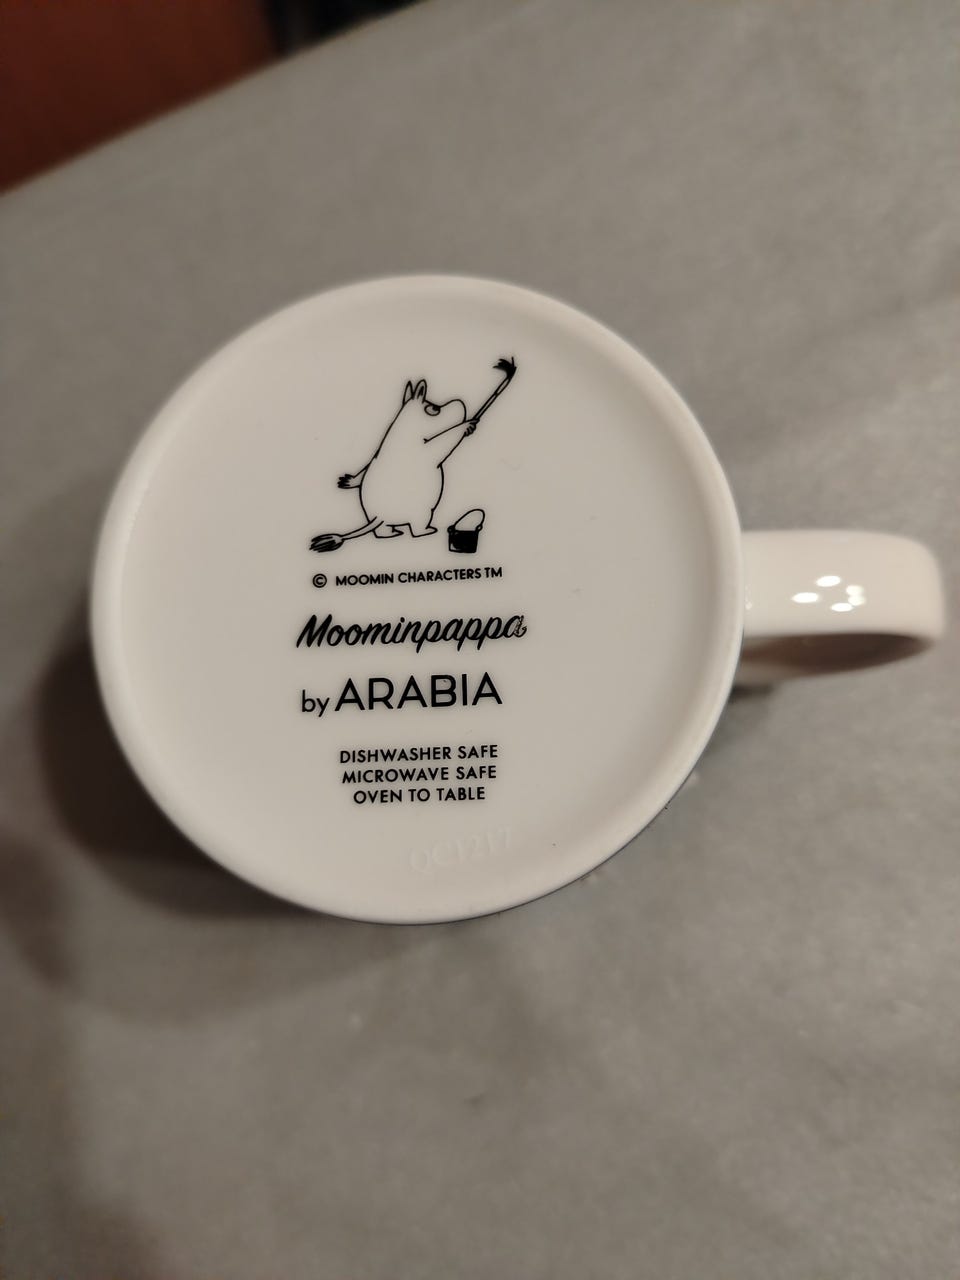 © MOOMIN CHARACTERS TM
Moominpappa
by ARABIA
DISHWASHER SAFE
MICROWAVE SAFE
OVEN TO TABLE